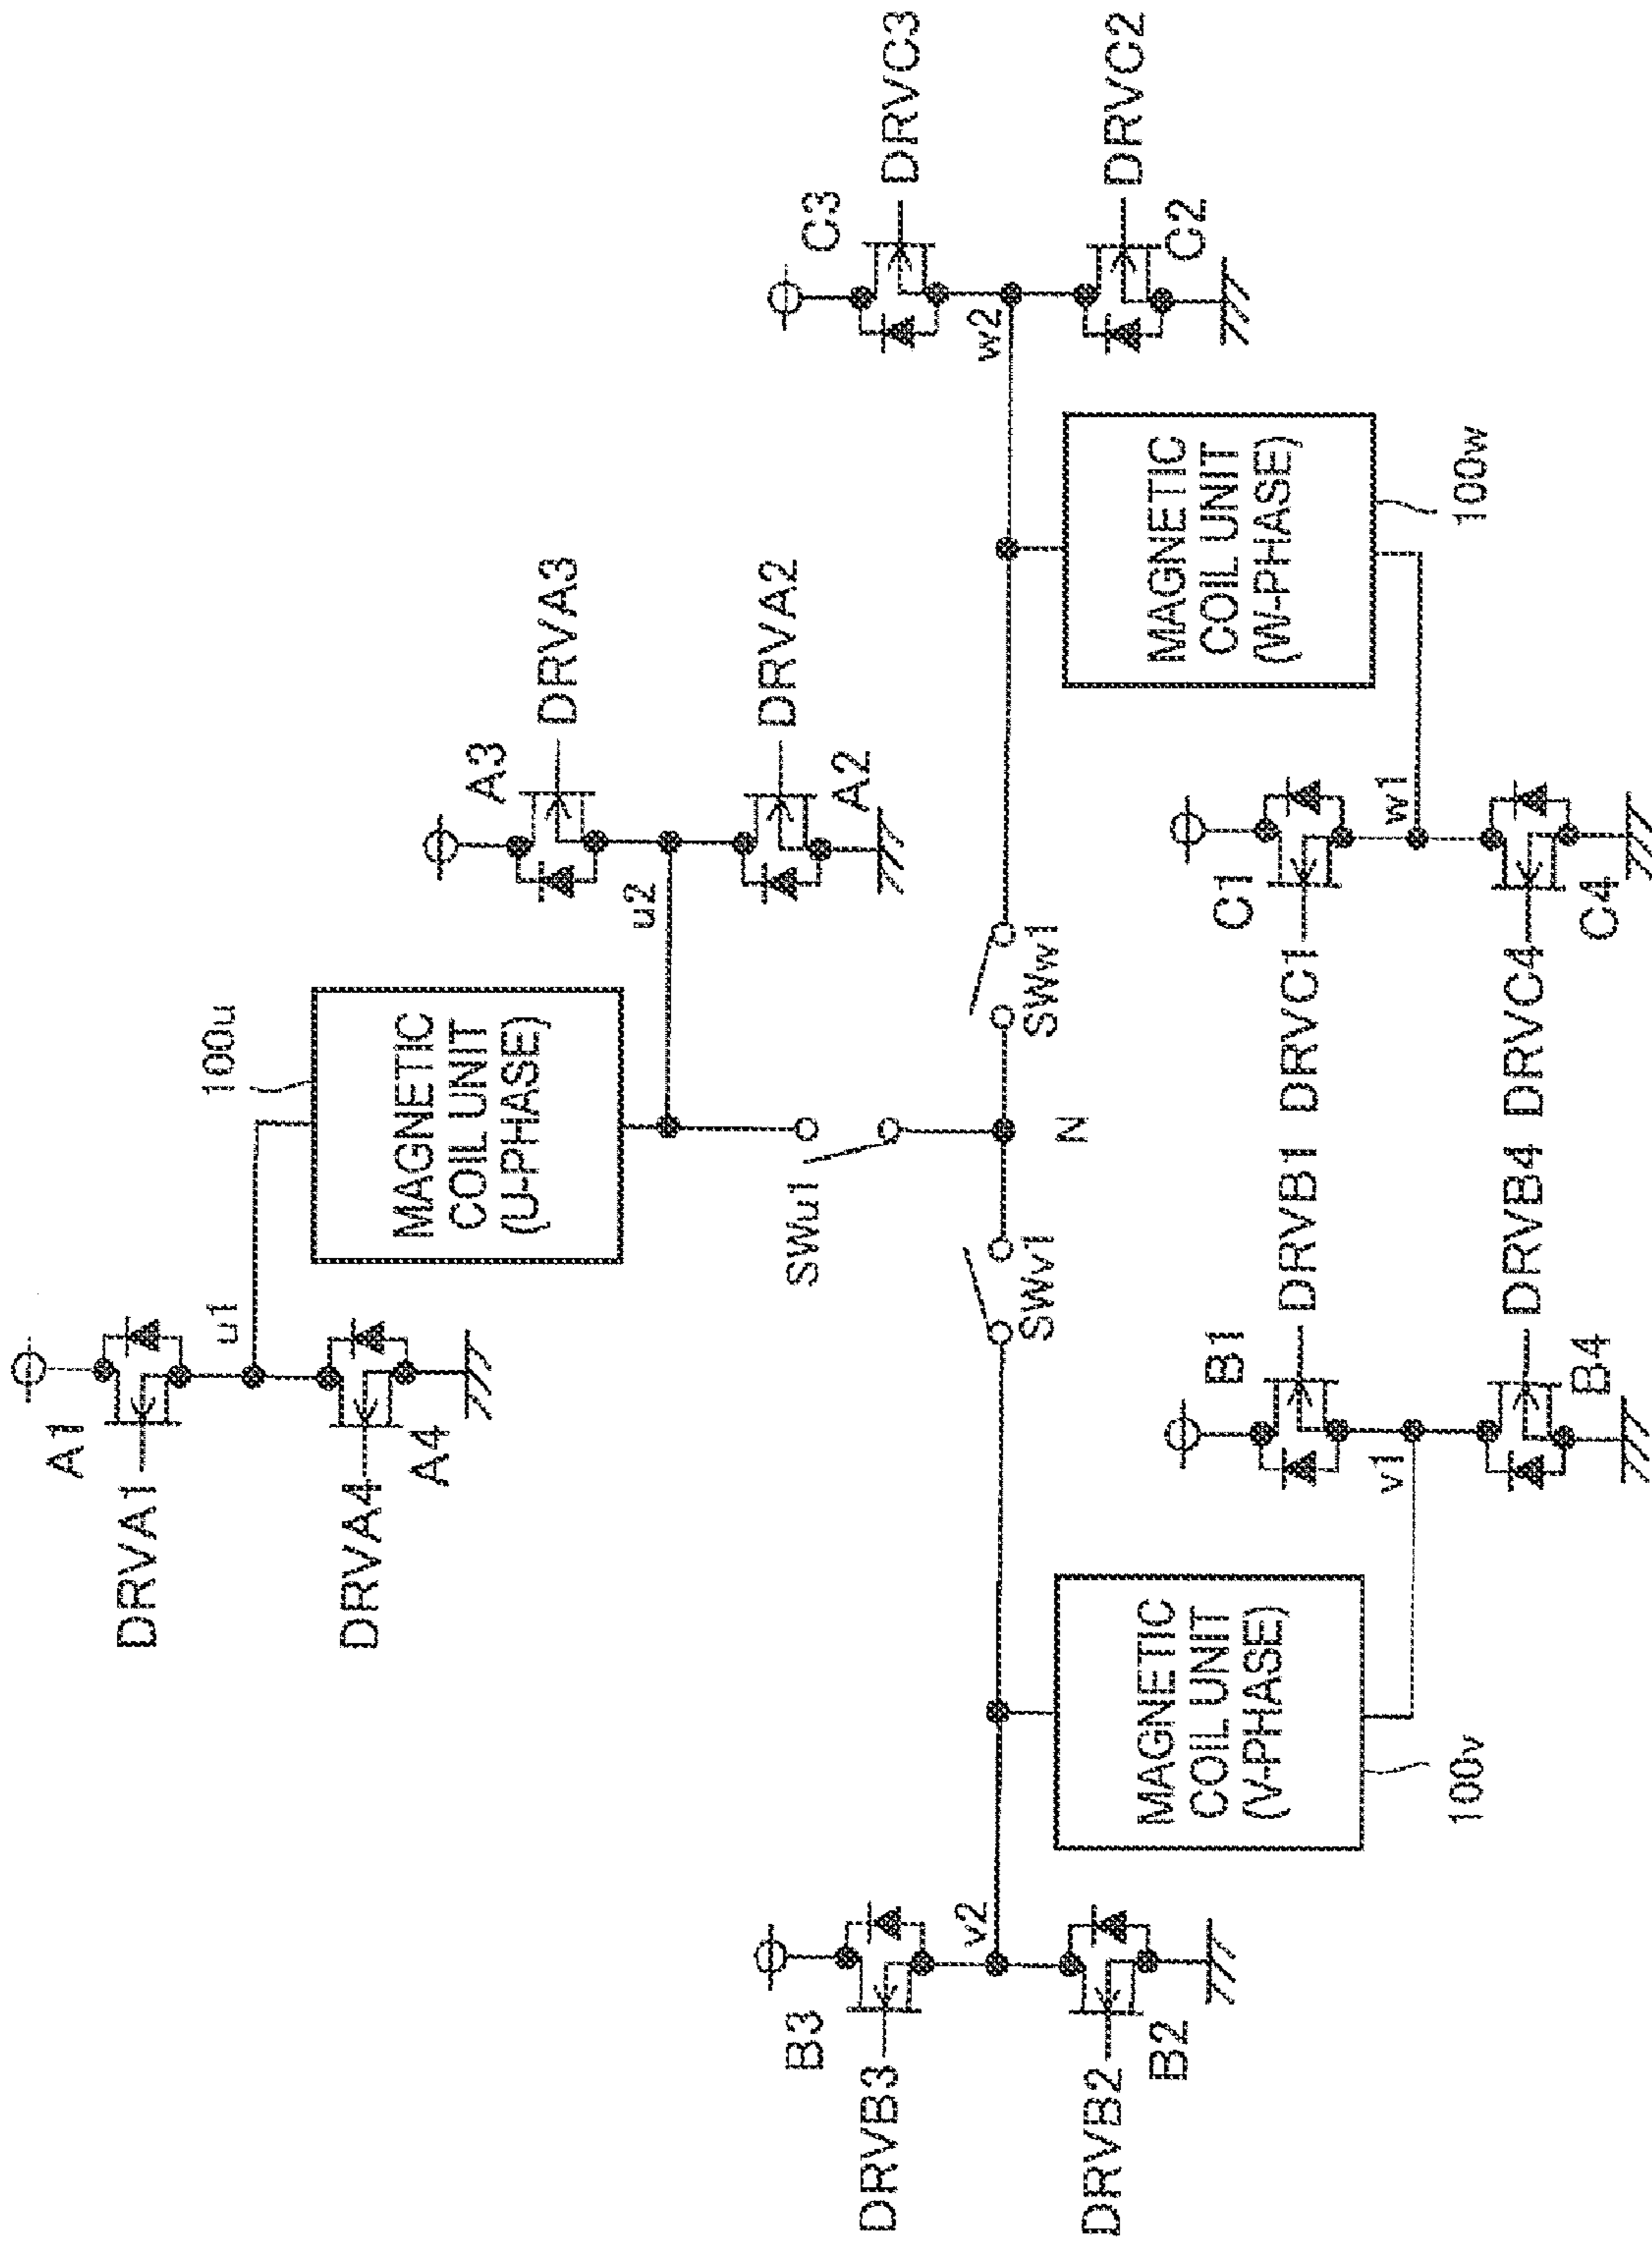 DRVA1
A1
u1
DRVA4
A4
100u
MAGNETIC
COIL UNIT
(U-PHASE)
A3
DRVA3
u2
A2
DRVA2
SWu1
B3
DRVB3
v2
DRVB2
B2
SWv1
N
SWw1
C3
DRVC3
w2
C2
DRVC2
MAGNETIC
COIL UNIT
(V-PHASE)
100v
B1
DRVB1
v1
B4
DRVB4
C1
DRVC1
w1
C4
DRVC4
MAGNETIC
COIL UNIT
(W-PHASE)
100w